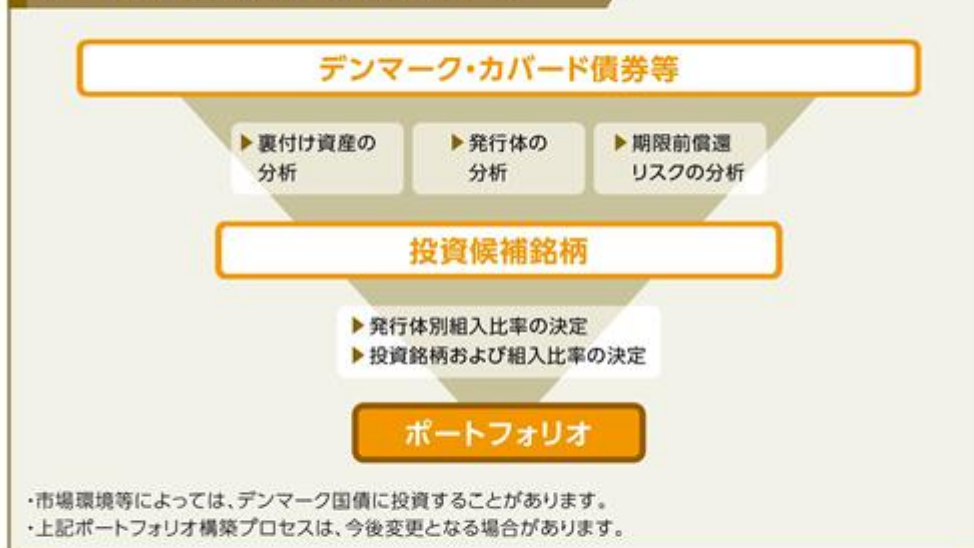 デンマーク・カバード債券等
▶裏付け資産の
分析
▶発行体の
分析
▶期限前償還
リスクの分析
投資候補銘柄
▶発行体別組入比率の決定
▶投資銘柄および組入比率の決定
ポートフォリオ
・市場環境等によっては、デンマーク国債に投資することがあります。
・上記ポートフォリオ構築プロセスは、今後変更となる場合があります。